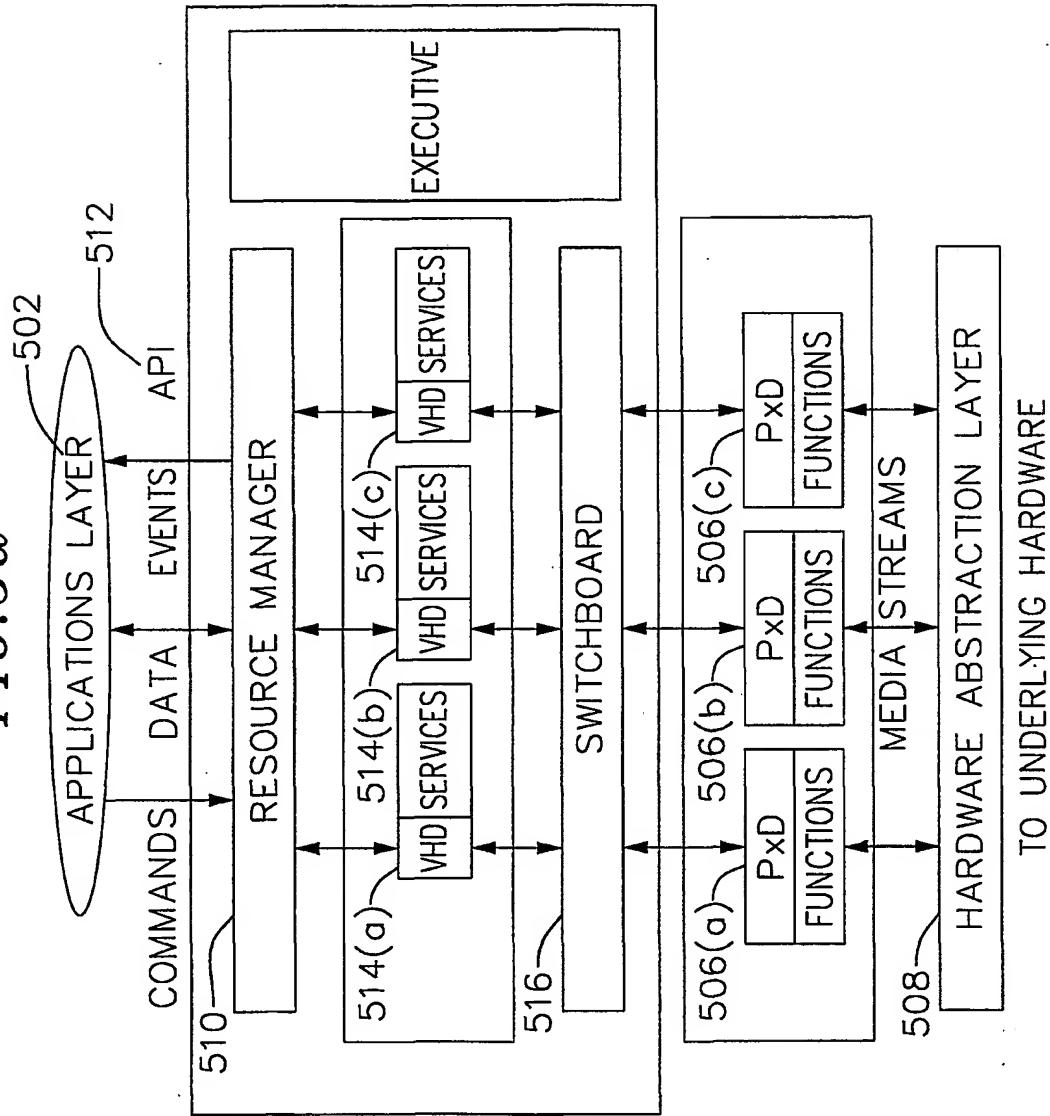 502
512
APPLICATIONS LAYER
COMMANDS DATA EVENTS API
510
RESOURCE MANAGER
EXECUTIVE
514(a) 514(b) 514(c)
VHD SERVICES VHD SERVICES VHD SERVICES
516
SWITCHBOARD
506(a) 506(b) 506(c)
PxD PxD PxD
FUNCTIONS FUNCTIONS FUNCTIONS
MEDIA STREAMS
508
HARDWARE ABSTRACTION LAYER
TO UNDERLYING HARDWARE